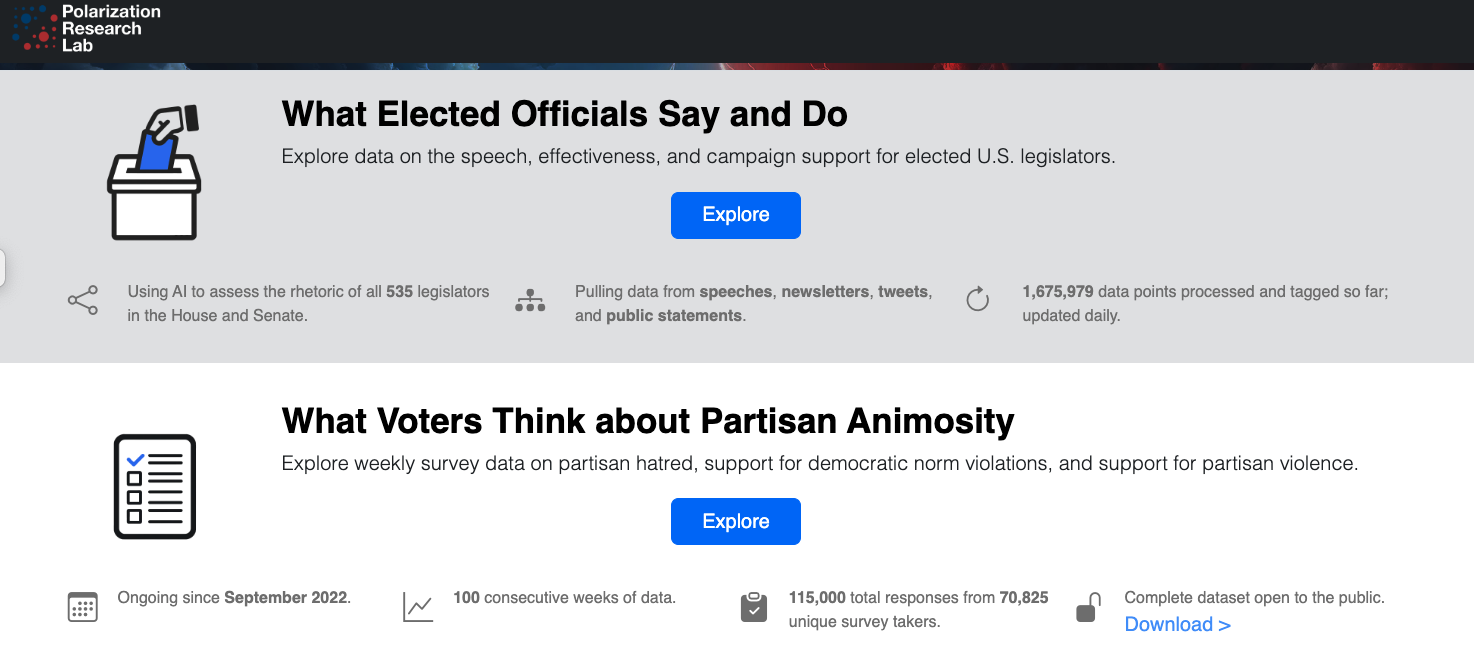 Polarization
Research
Lab
What Elected Officials Say and Do
Explore data on the speech, effectiveness, and campaign support for elected U.S. legislators.
Explore
Using AI to assess the rhetoric of all 535 legislators
in the House and Senate.
Pulling data from speeches, newsletters, tweets,
and public statements.
1,675,979 data points processed and tagged so far;
updated daily.
What Voters Think about Partisan Animosity
Explore weekly survey data on partisan hatred, support for democratic norm violations, and support for partisan violence.
Explore
Ongoing since September 2022.
100 consecutive weeks of data.
115,000 total responses from 70,825
unique survey takers.
Complete dataset open to the public.
Download >